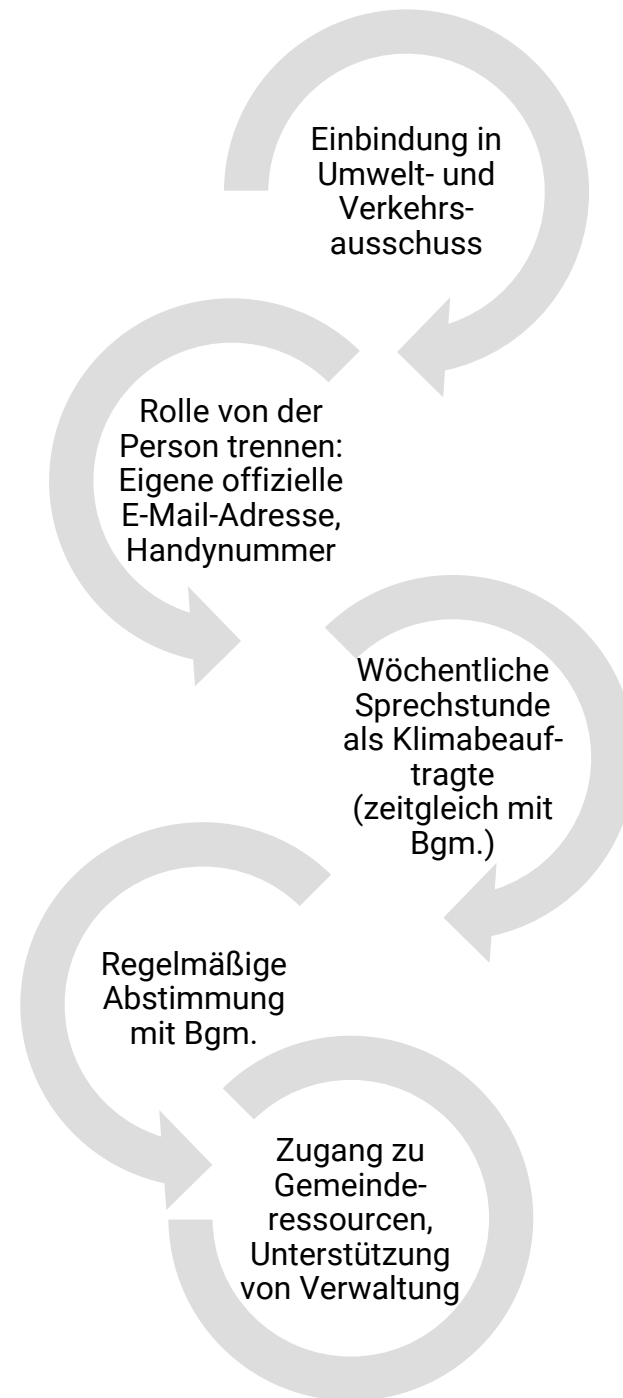 Einbindung in
Umwelt- und
Verkehrs-
ausschuss
Rolle von der
Person trennen:
Eigene offizielle
E-Mail-Adresse,
Handynummer
Wöchentliche
Sprechstunde
als Klimabeauf-
tragte
(zeitgleich mit
Bgm.)
Regelmäßige
Abstimmung
mit Bgm.
Zugang zu
Gemeinde-
ressourcen,
Unterstützung
von Verwaltung